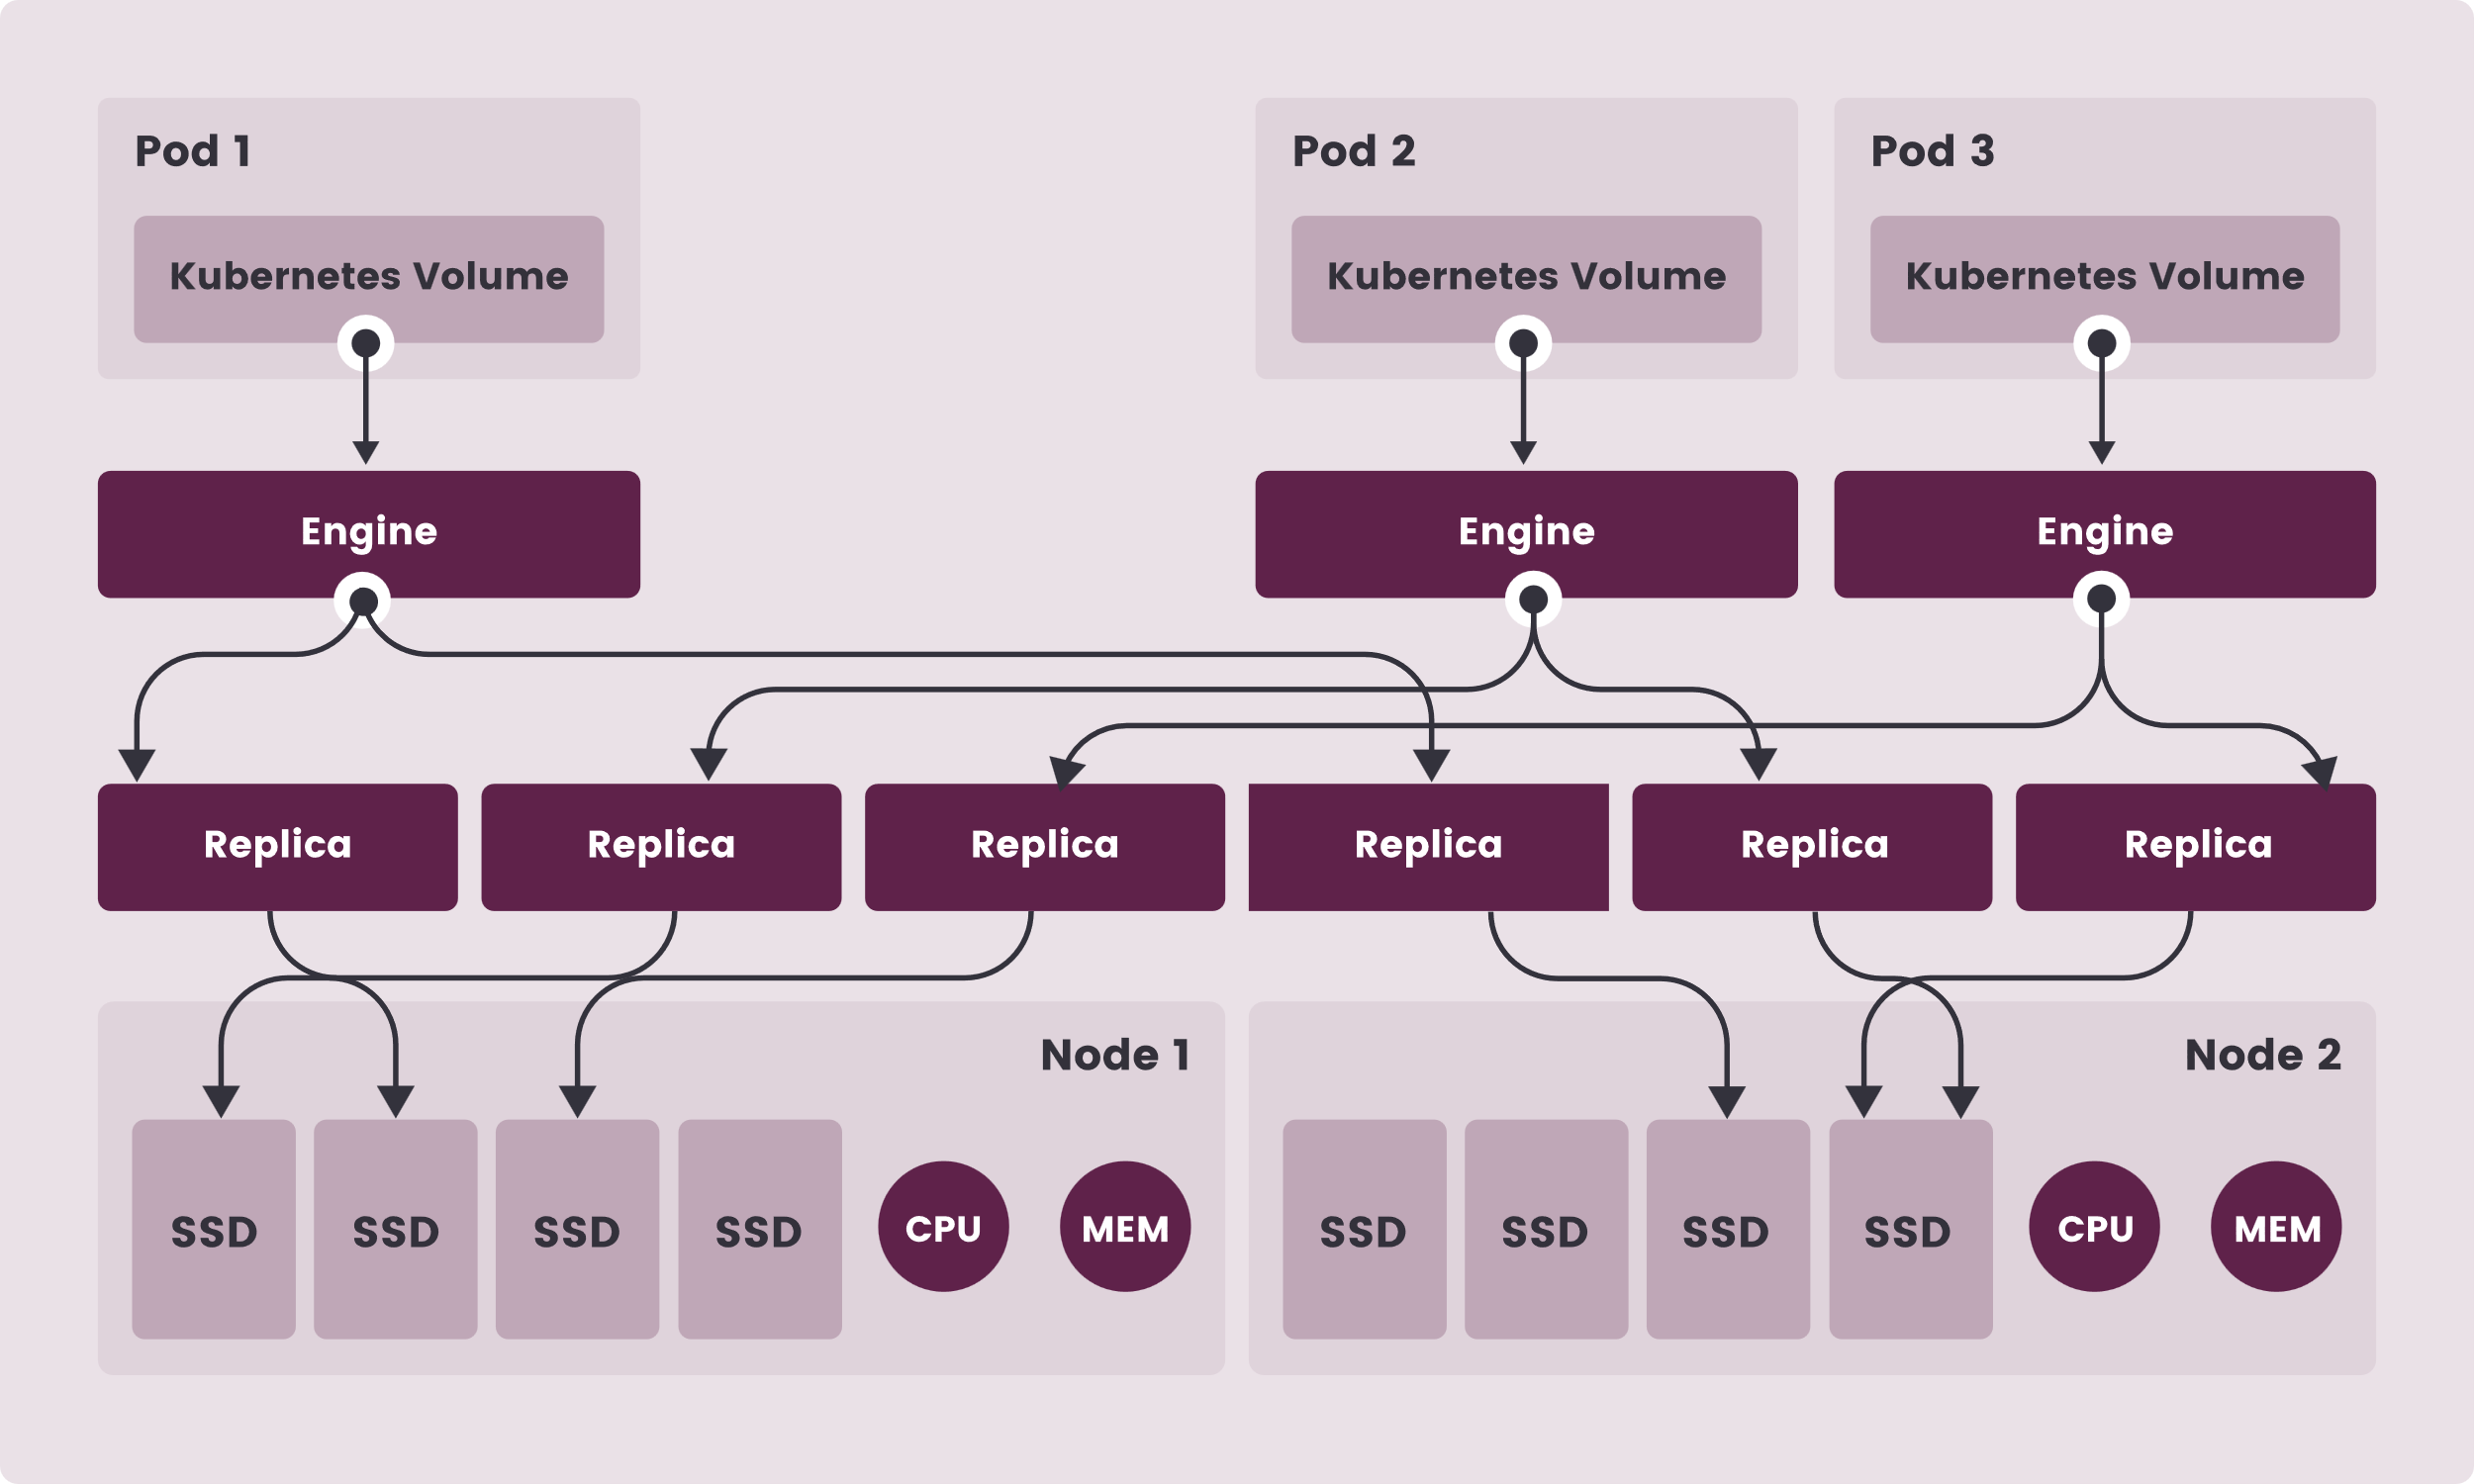 Pod 1
Pod 2
Pod 3
Kubernetes Volume
Kubernetes Volume
Kubernetes Volume
Engine
Engine
Engine
Replica
Replica
Replica
Replica
Replica
Replica
Node 1
Node 2
SSD
SSD
SSD
SSD
CPU
MEM
SSD
SSD
SSD
SSD
CPU
MEM